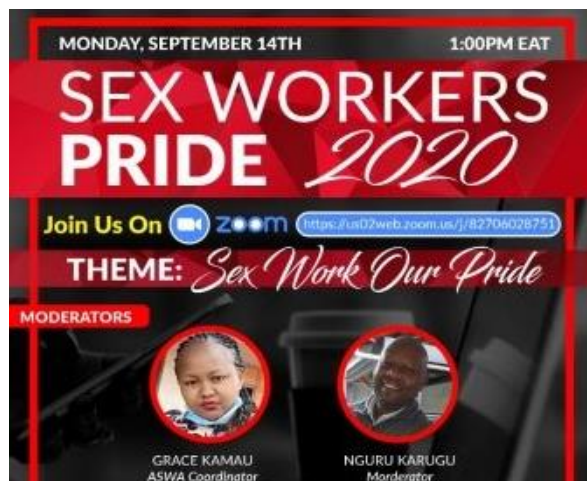 MONDAY, SEPTEMBER 14TH 1:00PM EAT
SEX WORKERS
PRIDE 2020
Join Us On zoom https://us02web.zoom.us/j/82706028751
THEME: Sex Work Our Pride
MODERATORS
GRACE KAMAU NGURU KARUGU
ASWA Coordinator Morderator